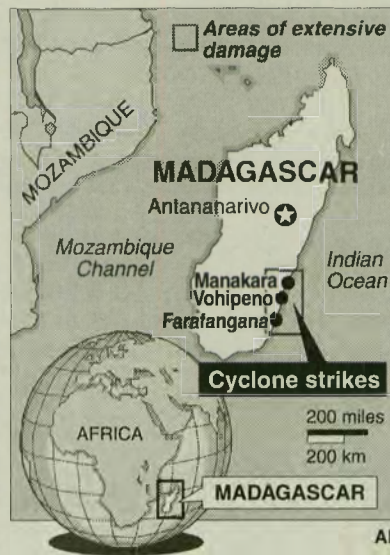 Areas of extensive
damage
MOZAMBIQUE
MADAGASCAR
Antananarivo
Mozambique
Channel
Indian
Ocean
Manakara
Vohipeno
Farafangana
Cyclone strikes
200 miles
200 km
AFRICA
MADAGASCAR